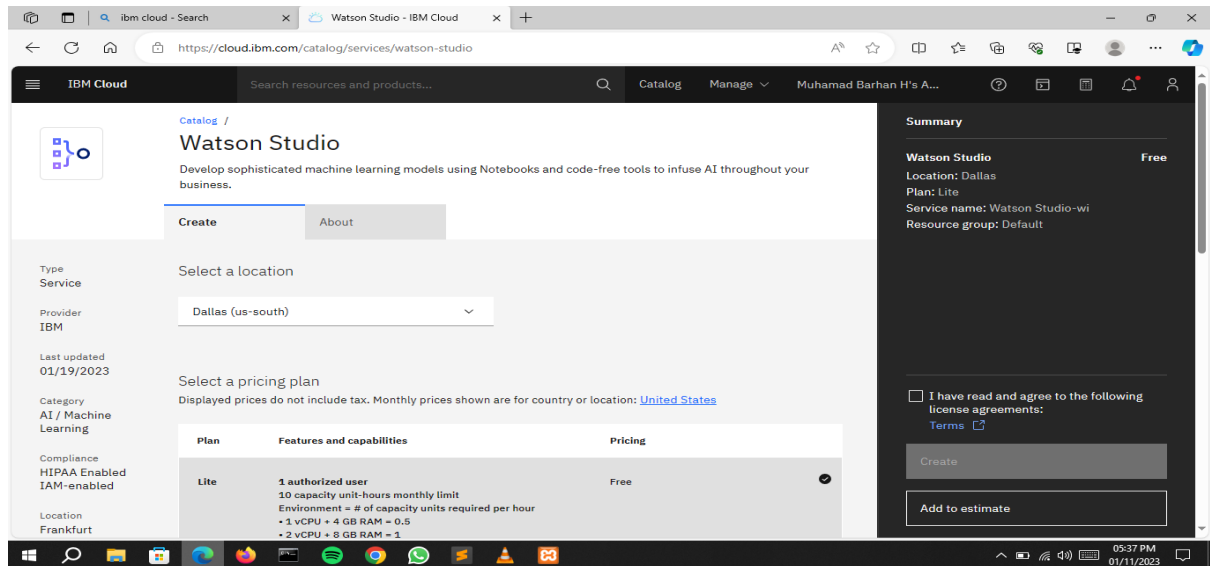 ibm cloud - Search
Watson Studio - IBM Cloud
https://cloud.ibm.com/catalog/services/watson-studio
IBM Cloud
Search resources and products...
Catalog
Manage
Muhamad Barhan H's A...
Catalog /
Watson Studio
Develop sophisticated machine learning models using Notebooks and code-free tools to infuse AI throughout your
business.
Create
About
Type
Service
Provider
IBM
Last updated
01/19/2023
Category
AI / Machine
Learning
Compliance
HIPAA Enabled
IAM-enabled
Location
Frankfurt
Select a location
Dallas (us-south)
Select a pricing plan
Displayed prices do not include tax. Monthly prices shown are for country or location: United States
Plan Features and capabilities Pricing
Lite 1 authorized user Free
10 capacity unit-hours monthly limit
Environment = # of capacity units required per hour
• 1 vCPU + 4 GB RAM = 0.5
• 2 vCPU + 8 GB RAM = 1
Summary
Watson Studio Free
Location: Dallas
Plan: Lite
Service name: Watson Studio-wi
Resource group: Default
I have read and agree to the following
license agreements:
Terms
Create
Add to estimate
05:37 PM
01/11/2023